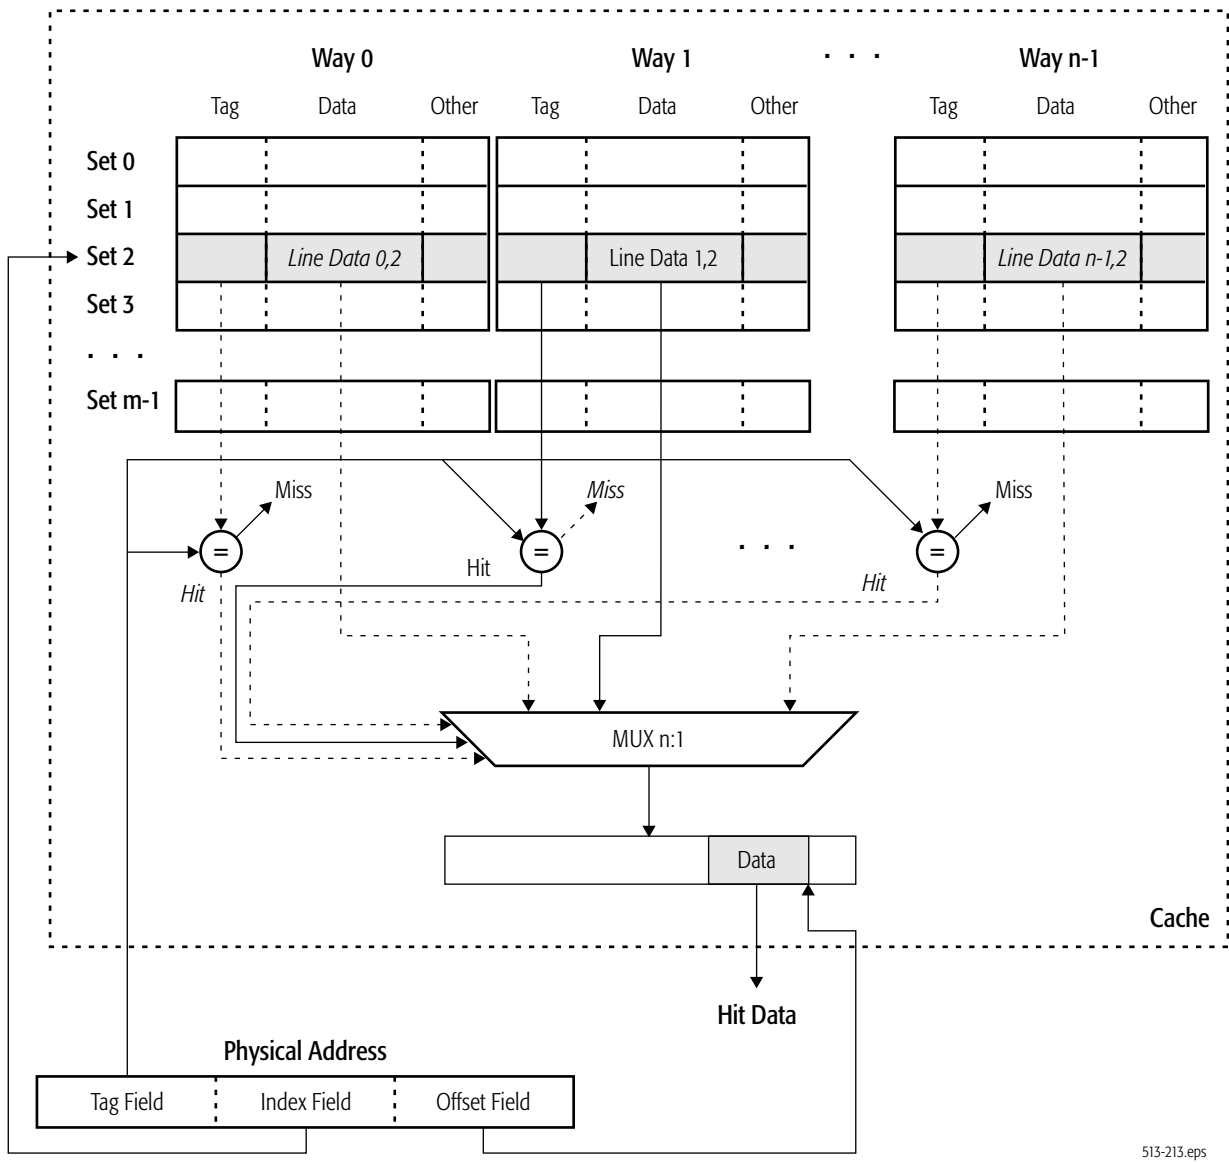 Way 0 Way 1 . . . Way n-1
Tag Data Other Tag Data Other Tag Data Other
Set 0
Set 1
Set 2 Line Data 0,2 Line Data 1,2 Line Data n-1,2
Set 3
. . .
Set m-1
Miss Miss Miss
= = . . . =
Hit Hit Hit
MUX n:1
Data
Cache
Hit Data
Physical Address
Tag Field Index Field Offset Field
513-213.eps